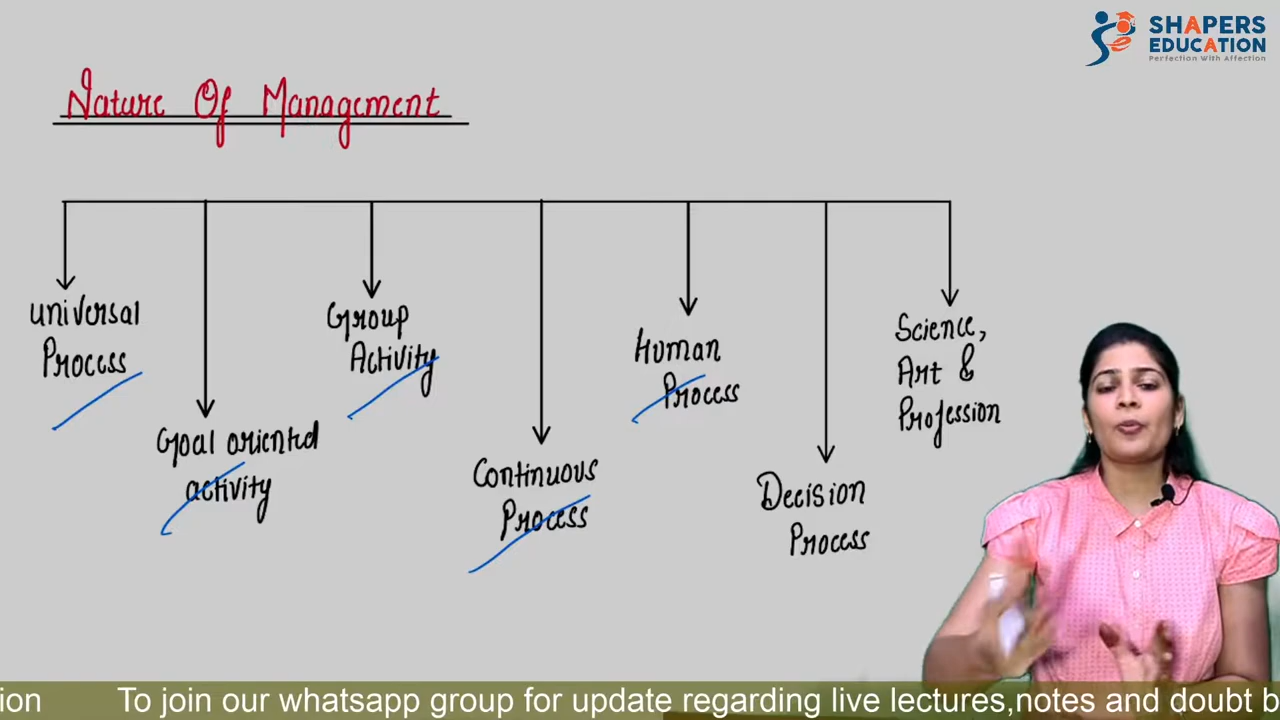 SHAPERS
EDUCATION
Perfection With Affection
Nature Of Management
Universal
Process
Goal oriented
activity
Group
Activity
Continuous
Process
Human
Process
Decision
Process
Science,
Art &
Profession
ion To join our whatsapp group for update regarding live lectures,notes and doubt b